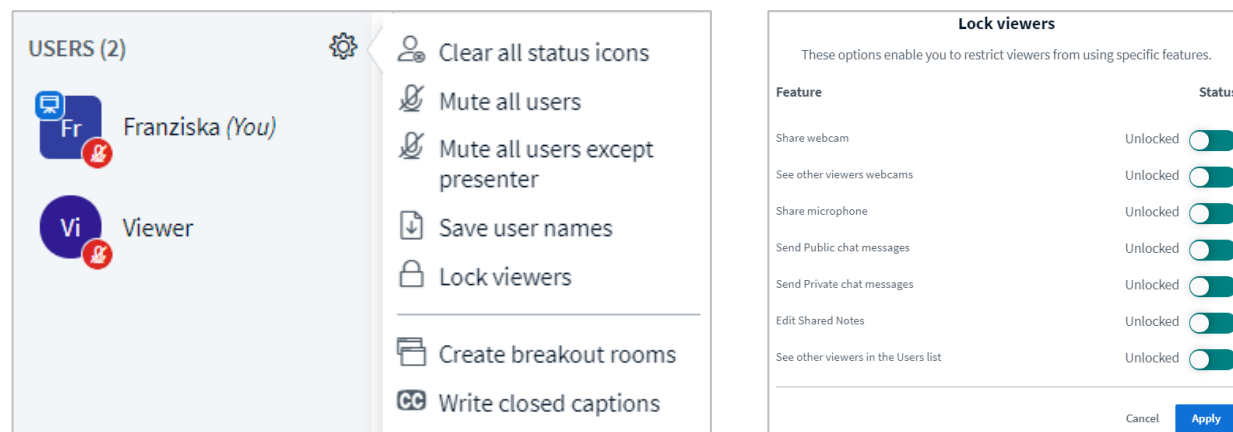 USERS (2)
Fr
Franziska (You)
Vi
Viewer
Clear all status icons
Mute all users
Mute all users except
presenter
Save user names
Lock viewers
Create breakout rooms
CC Write closed captions
Lock viewers
These options enable you to restrict viewers from using specific features.
Feature Status
Share webcam Unlocked
See other viewers webcams Unlocked
Share microphone Unlocked
Send Public chat messages Unlocked
Send Private chat messages Unlocked
Edit Shared Notes Unlocked
See other viewers in the Users list Unlocked
Cancel Apply